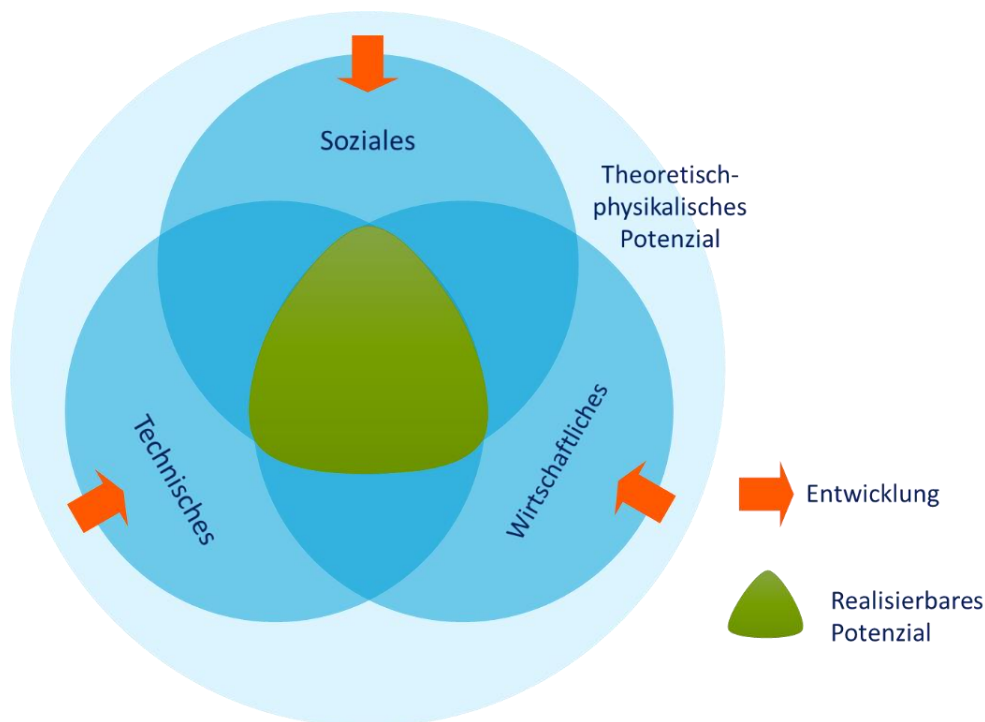 Soziales
Theoretisch-
physikalisches
Potenzial
Technisches
Wirtschaftliches
Entwicklung
Realisierbares
Potenzial